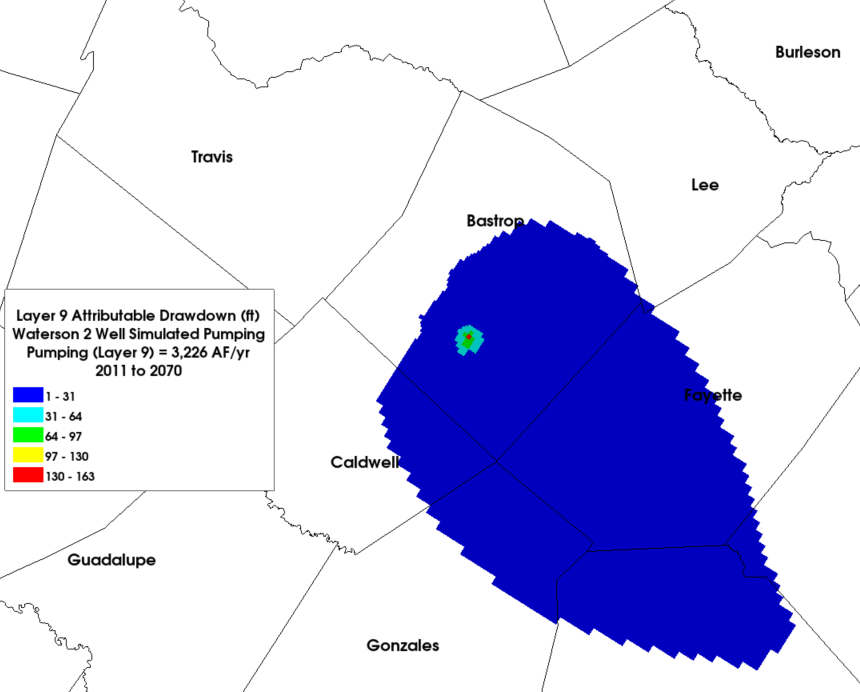 Burleson
Travis
Lee
Bastrop
Layer 9 Attributable Drawdown (ft)
Waterson 2 Well Simulated Pumping
Pumping (Layer 9) = 3,226 AF/yr
2011 to 2070
1 - 31
31 - 64
64 - 97
97 - 130
130 - 163
Fayette
Caldwell
Guadalupe
Gonzales